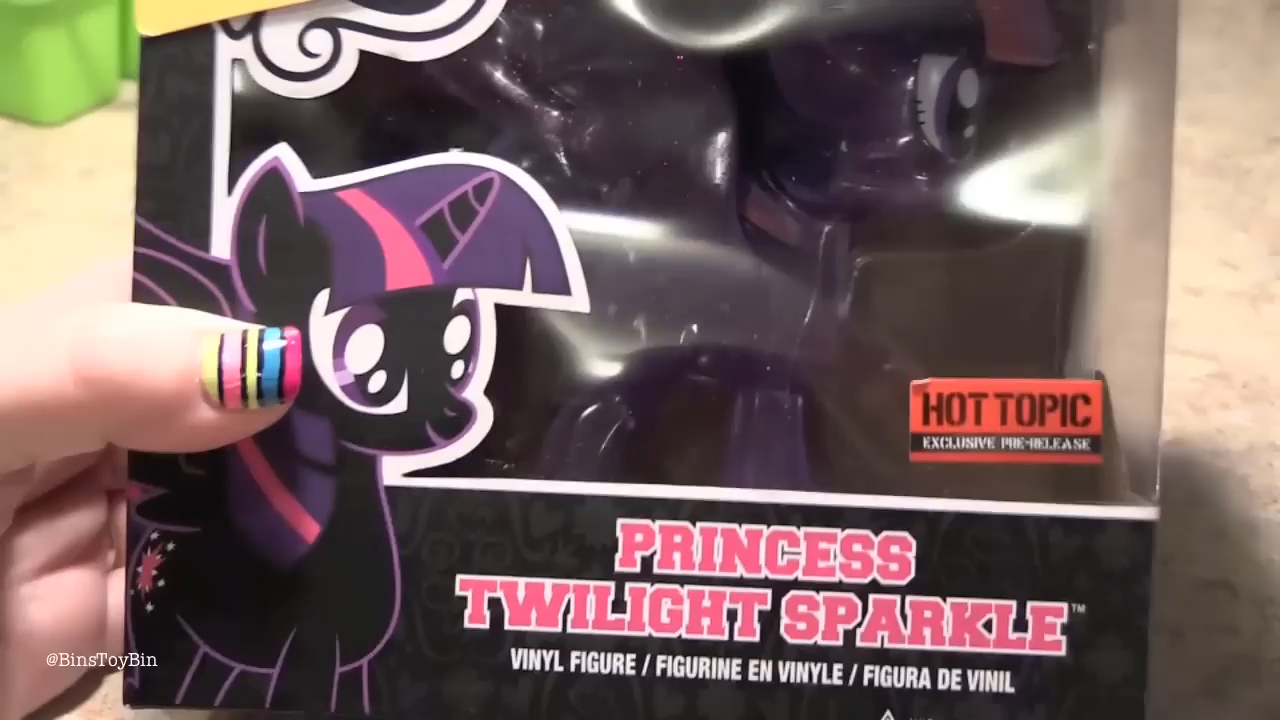 HOT TOPIC
EXCLUSIVE PRE-RELEASE
PRINCESS
TWILIGHT SPARKLE™
VINYL FIGURE / FIGURINE EN VINYLE / FIGURA DE VINIL
@BinsToyBin